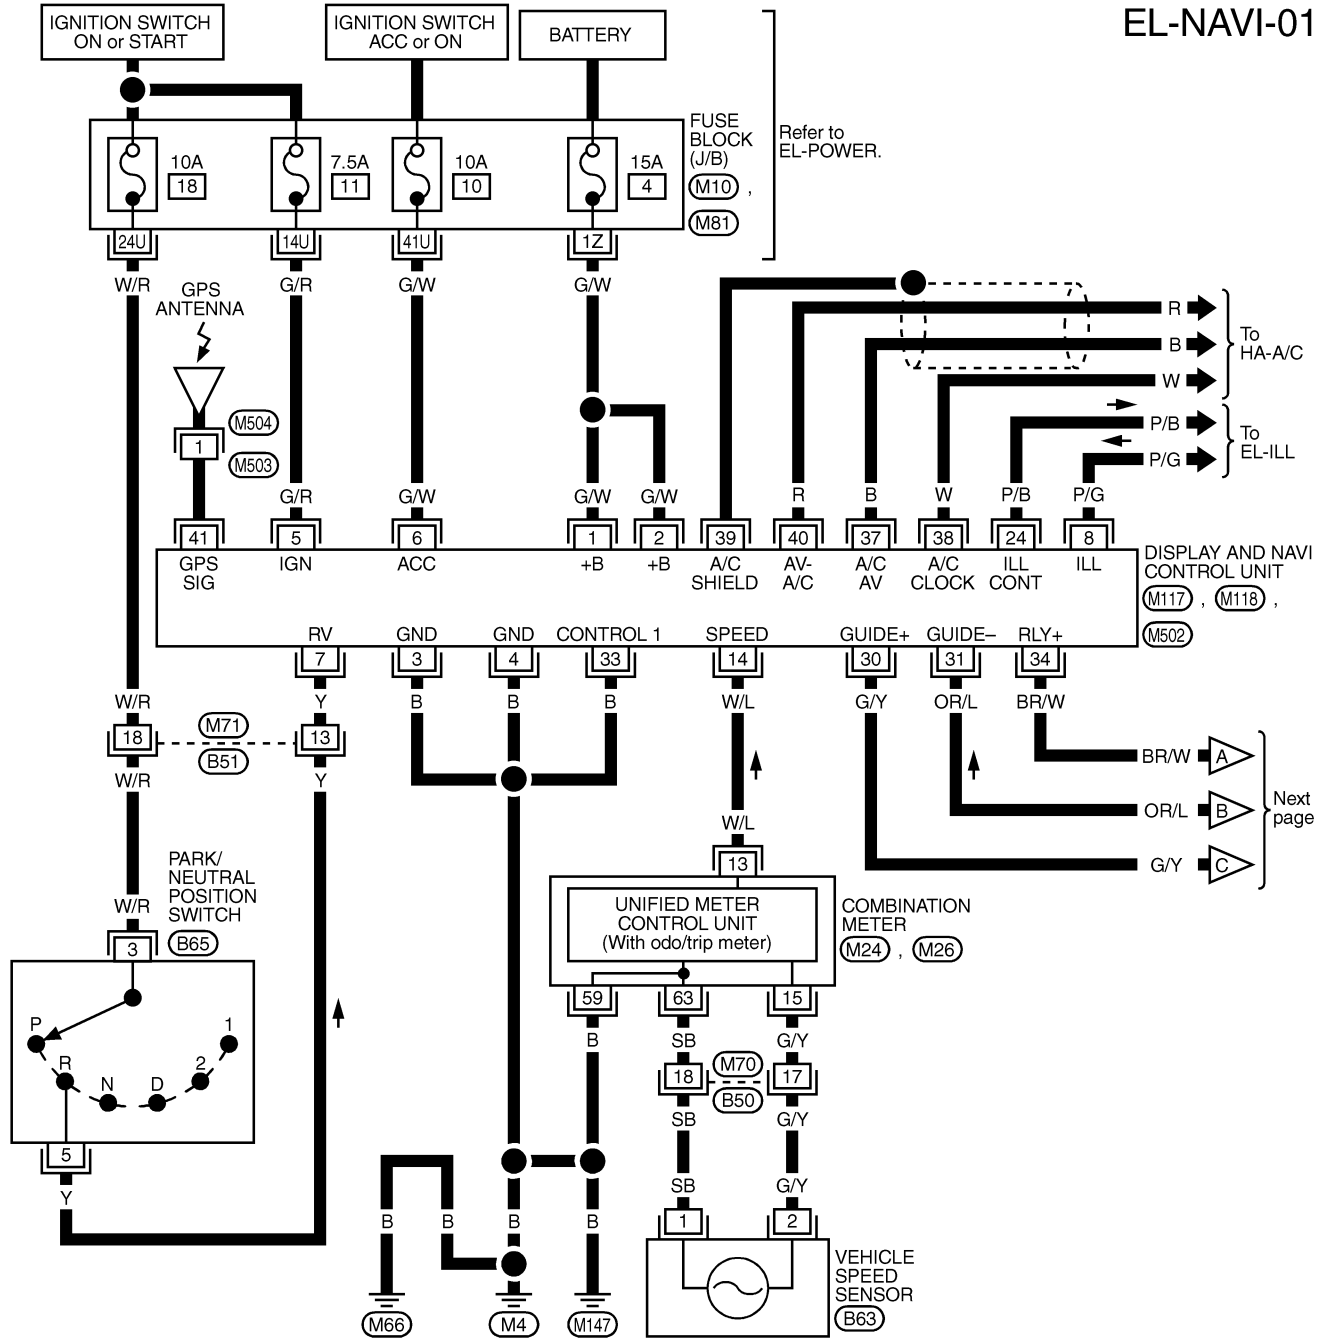 EL-NAVI-01
IGNITION SWITCH
ON or START
IGNITION SWITCH
ACC or ON
BATTERY
FUSE
BLOCK
(J/B)
M10 ,
M81
Refer to
EL-POWER.
10A
18
7.5A
11
10A
10
15A
4
24U
14U
41U
1Z
W/R
G/R
G/W
G/W
GPS
ANTENNA
M504
1
M503
R
B
W
To
HA-A/C
P/B
P/G
To
EL-ILL
G/R
G/W
G/W
G/W
R
B
W
P/B
P/G
41
5
6
1
2
39
40
37
38
24
8
GPS
SIG
IGN
ACC
+B
+B
A/C
SHIELD
AV-
A/C
A/C
AV
A/C
CLOCK
ILL
CONT
ILL
DISPLAY AND NAVI
CONTROL UNIT
M117 , M118 ,
M502
RV
GND
GND
CONTROL 1
SPEED
GUIDE+
GUIDE–
RLY+
7
3
4
33
14
30
31
34
W/R
Y
B
B
B
W/L
G/Y
OR/L
BR/W
18
M71
B51
13
W/R
Y
BR/W
A
OR/L
B
G/Y
C
Next
page
W/L
13
PARK/
NEUTRAL
POSITION
SWITCH
B65
W/R
3
UNIFIED METER
CONTROL UNIT
(With odo/trip meter)
COMBINATION
METER
M24 , M26
59
63
15
P
R
N
D
2
1
B
SB
G/Y
18
M70
B50
17
SB
G/Y
5
Y
SB
G/Y
B
B
B
B
1
2
VEHICLE
SPEED
SENSOR
B63
M66
M4
M147